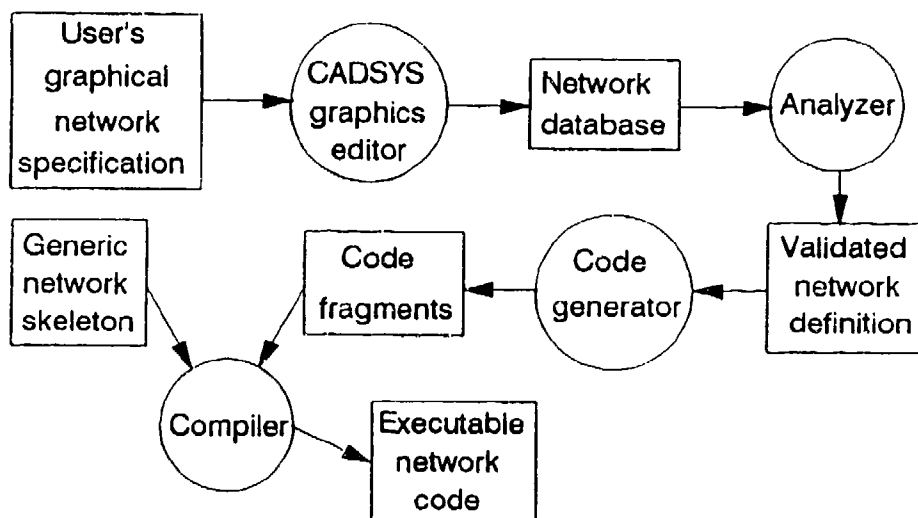 User's
graphical
network
specification
CADSYS
graphics
editor
Network
database
Analyzer
Generic
network
skeleton
Code
fragments
Code
generator
Validated
network
definition
Compiler
Executable
network
code